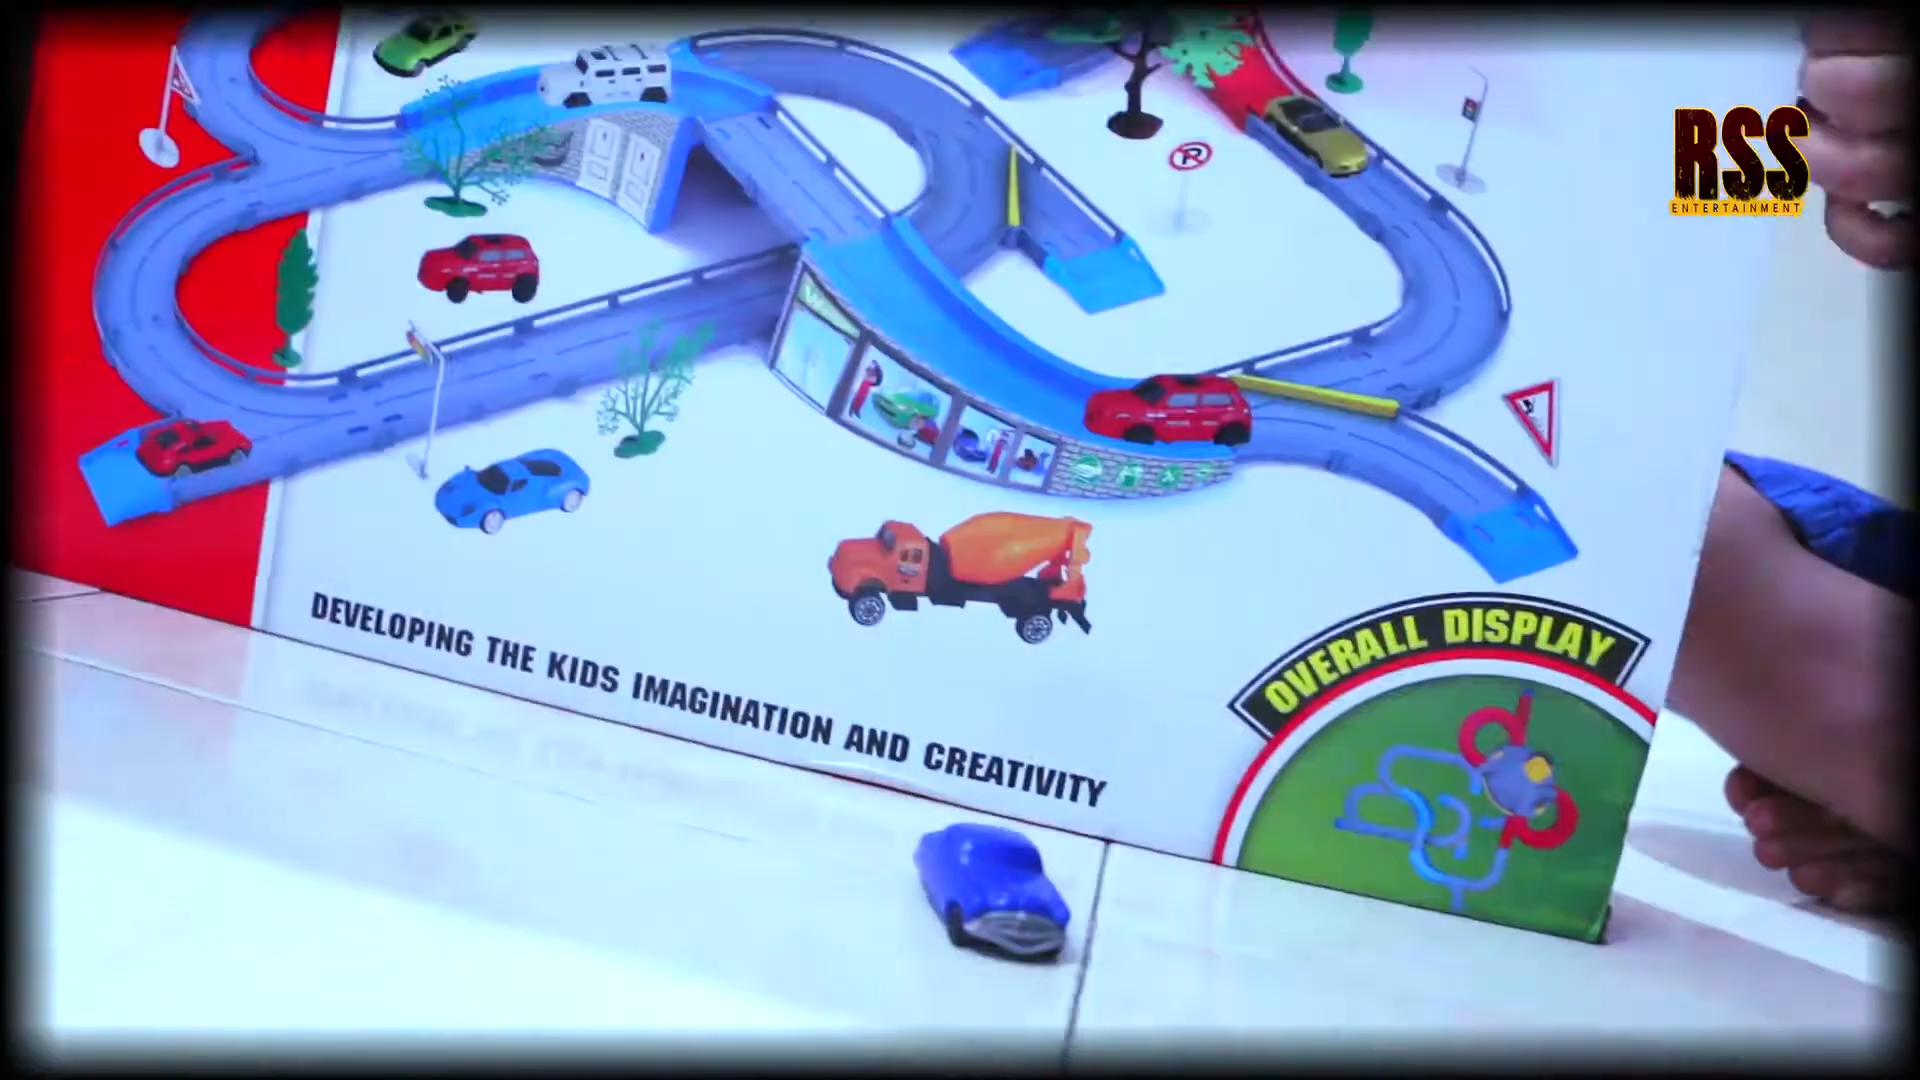 RSS
ENTERTAINMENT
DEVELOPING THE KIDS IMAGINATION AND CREATIVITY
OVERALL DISPLAY